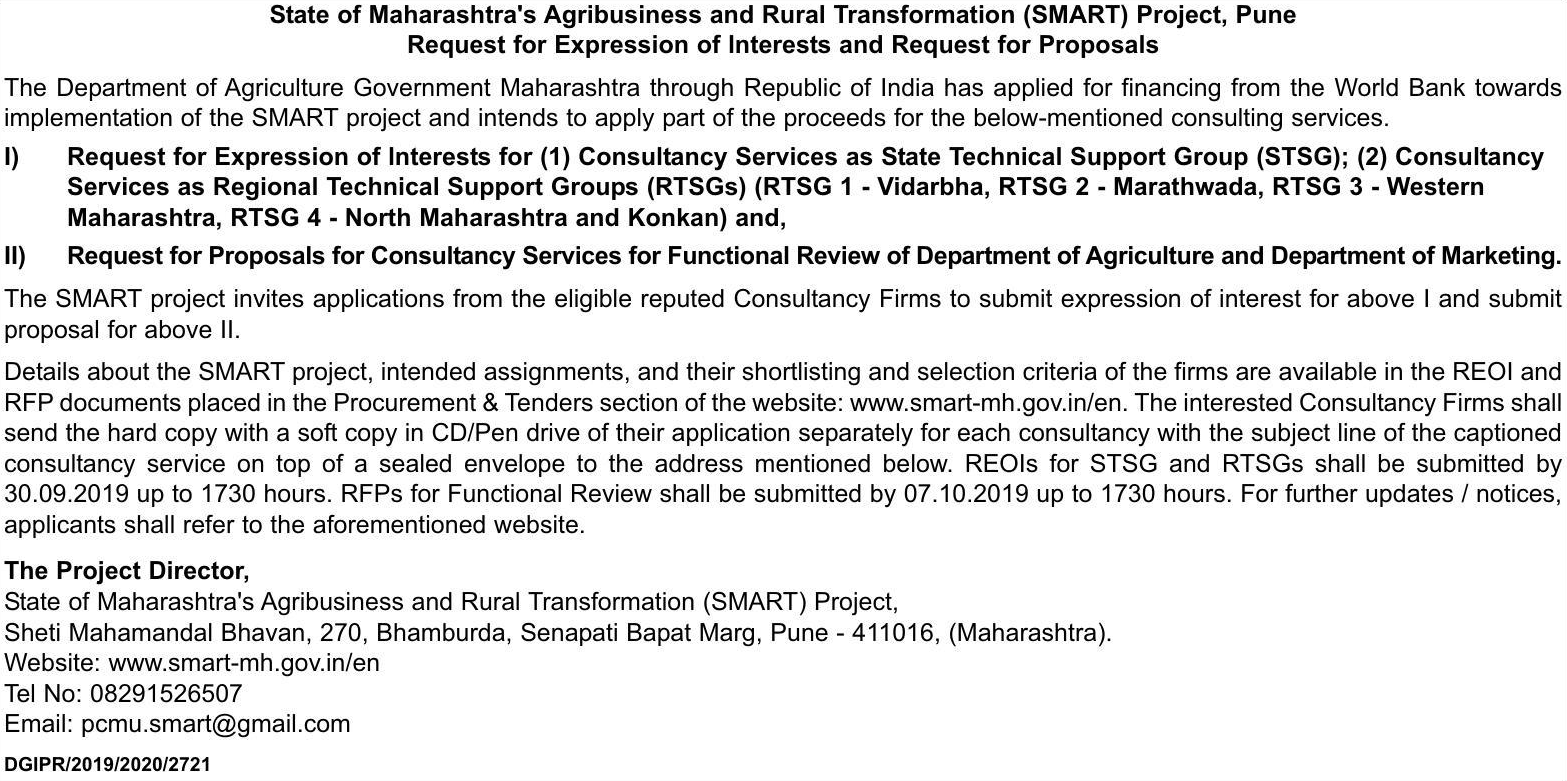 State of Maharashtra's Agribusiness and Rural Transformation (SMART) Project, Pune
Request for Expression of Interests and Request for Proposals
The Department of Agriculture Government Maharashtra through Republic of India has applied for financing from the World Bank towards
implementation of the SMART project and intends to apply part of the proceeds for the below-mentioned consulting services.
I) Request for Expression of Interests for (1) Consultancy Services as State Technical Support Group (STSG); (2) Consultancy
Services as Regional Technical Support Groups (RTSGs) (RTSG 1 - Vidarbha, RTSG 2 - Marathwada, RTSG 3 - Western
Maharashtra, RTSG 4 - North Maharashtra and Konkan) and,
II) Request for Proposals for Consultancy Services for Functional Review of Department of Agriculture and Department of Marketing.
The SMART project invites applications from the eligible reputed Consultancy Firms to submit expression of interest for above I and submit
proposal for above II.
Details about the SMART project, intended assignments, and their shortlisting and selection criteria of the firms are available in the REOI and
RFP documents placed in the Procurement & Tenders section of the website: www.smart-mh.gov.in/en. The interested Consultancy Firms shall
send the hard copy with a soft copy in CD/Pen drive of their application separately for each consultancy with the subject line of the captioned
consultancy service on top of a sealed envelope to the address mentioned below. REOIs for STSG and RTSGs shall be submitted by
30.09.2019 up to 1730 hours. RFPs for Functional Review shall be submitted by 07.10.2019 up to 1730 hours. For further updates / notices,
applicants shall refer to the aforementioned website.
The Project Director,
State of Maharashtra's Agribusiness and Rural Transformation (SMART) Project,
Sheti Mahamandal Bhavan, 270, Bhamburda, Senapati Bapat Marg, Pune - 411016, (Maharashtra).
Website: www.smart-mh.gov.in/en
Tel No: 08291526507
Email: pcmu.smart@gmail.com
DGIPR/2019/2020/2721